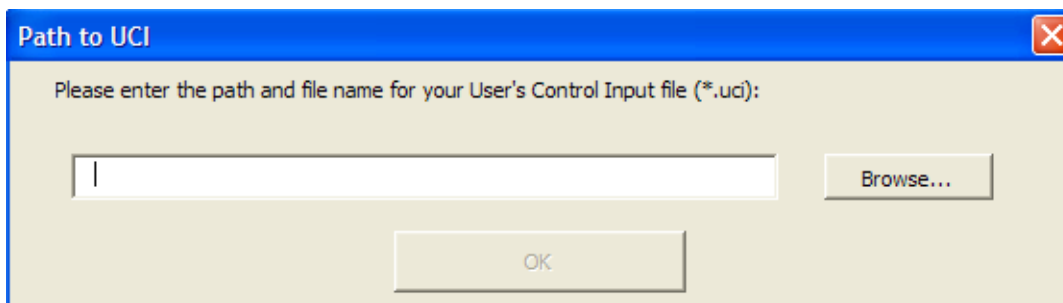 Path to UCI
Please enter the path and file name for your User's Control Input file (*.uci):
Browse...
OK